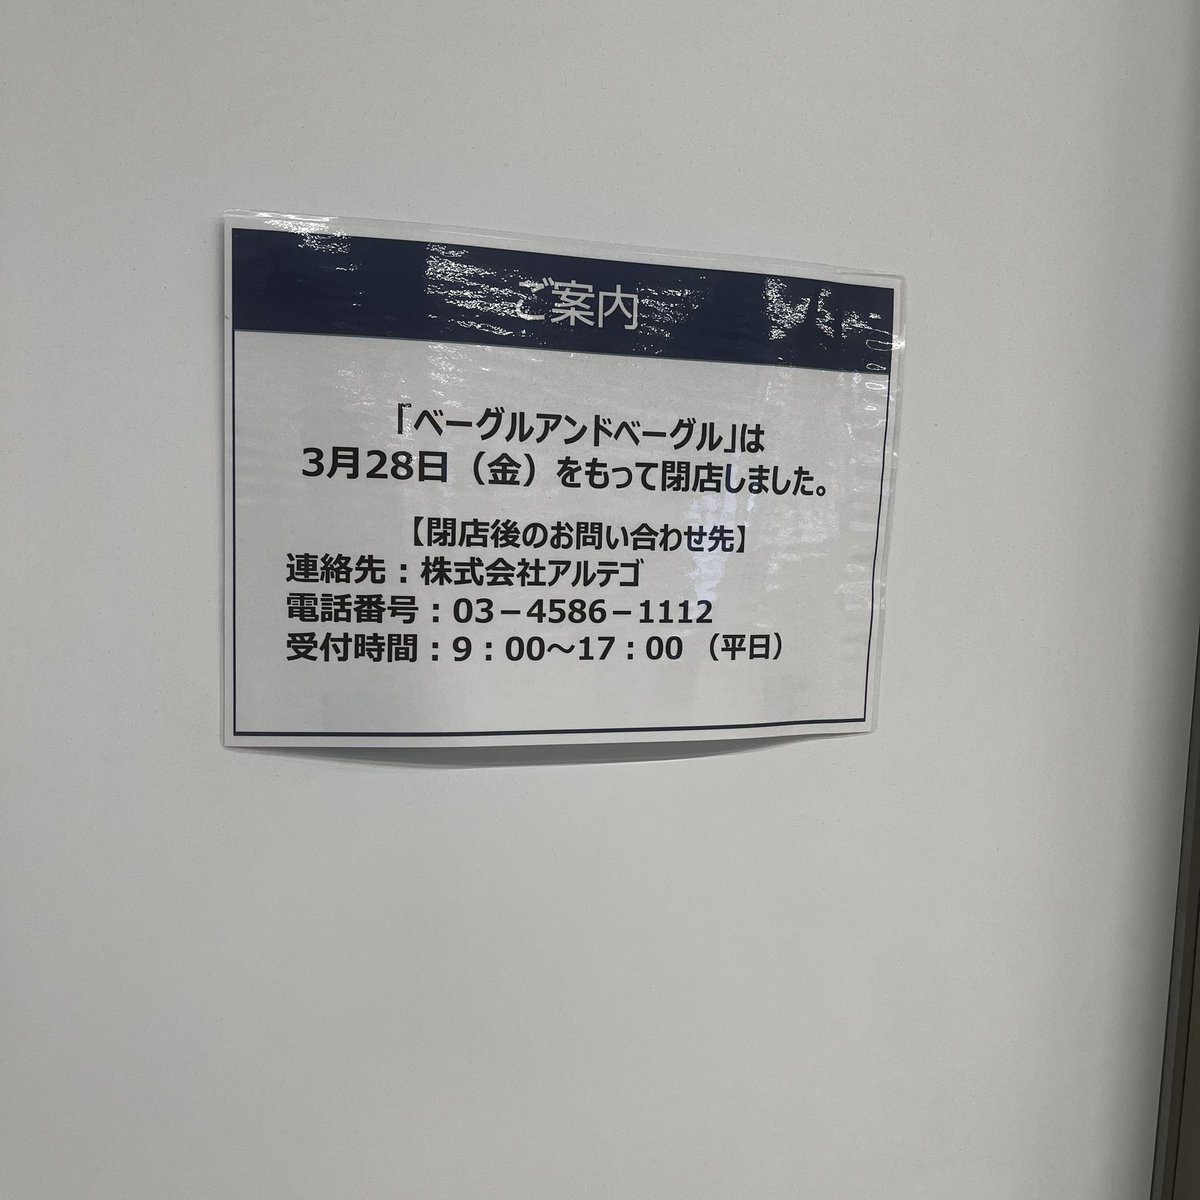 ご案内
「ベーグルアンドベーグル」は
3月28日（金）をもって閉店しました。
【閉店後のお問い合わせ先】
連絡先：株式会社アルテゴ
電話番号：03－4586－1112
受付時間：9：00～17：00（平日）